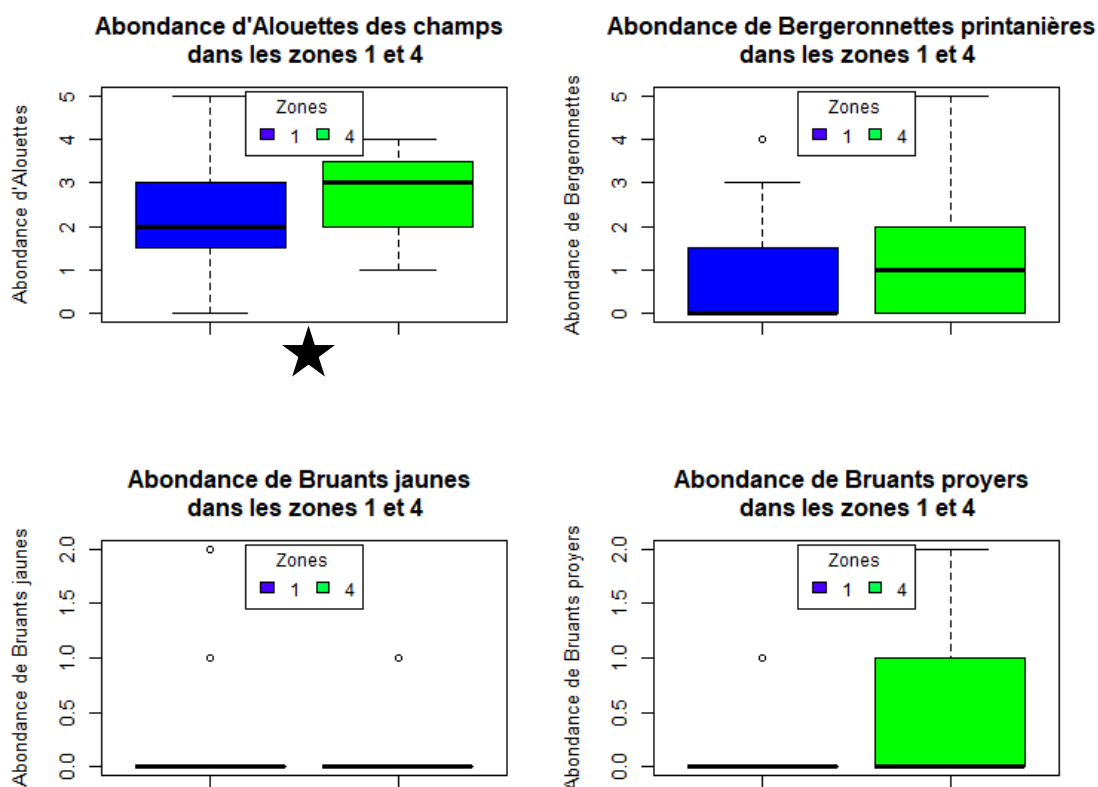 Abondance d'Alouettes des champs
dans les zones 1 et 4
Abondance d'Alouettes
5
4
3
2
1
0
Zones
1 4
Abondance de Bergeronnettes printanières
dans les zones 1 et 4
Abondance de Bergeronnettes
5
4
3
2
1
0
Zones
1 4
Abondance de Bruants jaunes
dans les zones 1 et 4
Abondance de Bruants jaunes
2.0
1.5
1.0
0.5
0.0
Zones
1 4
Abondance de Bruants proyers
dans les zones 1 et 4
Abondance de Bruants proyers
2.0
1.5
1.0
0.5
0.0
Zones
1 4